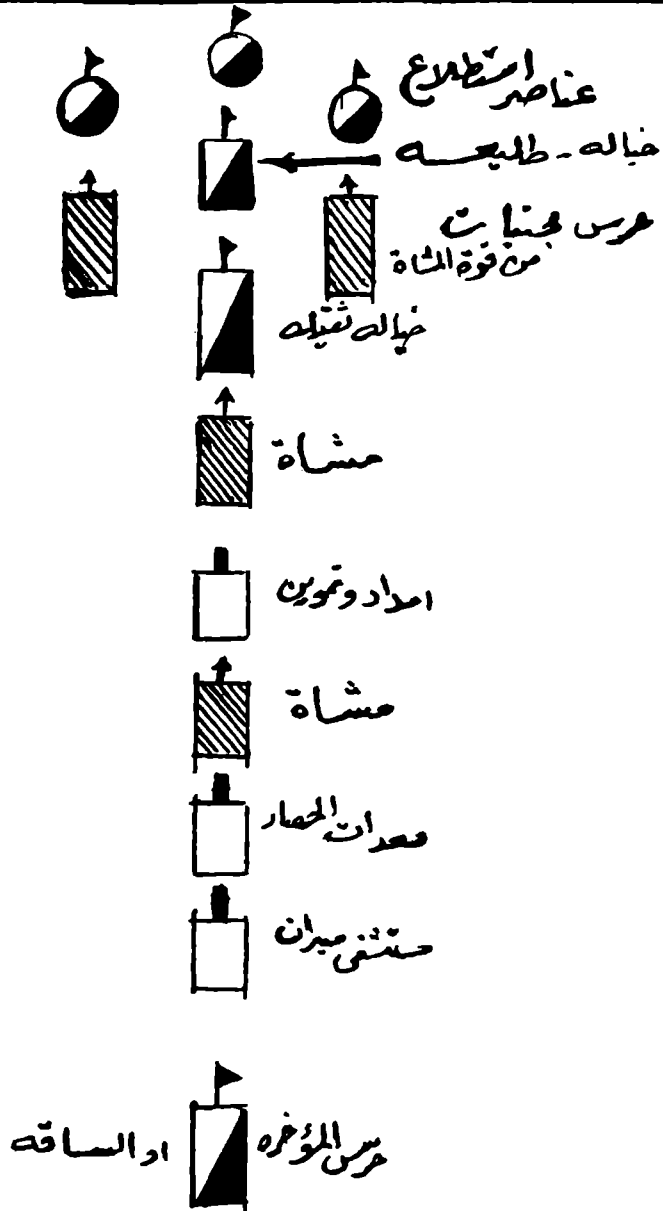 عناصر استطلاع
خياله - طليعه
حرس مجنبات
من قوة المشاة
خياله ثقيله
مشاة
امداد وتموين
مشاة
معدات الحصار
مستشفى ميدان
حرس المؤخره
او الساقه